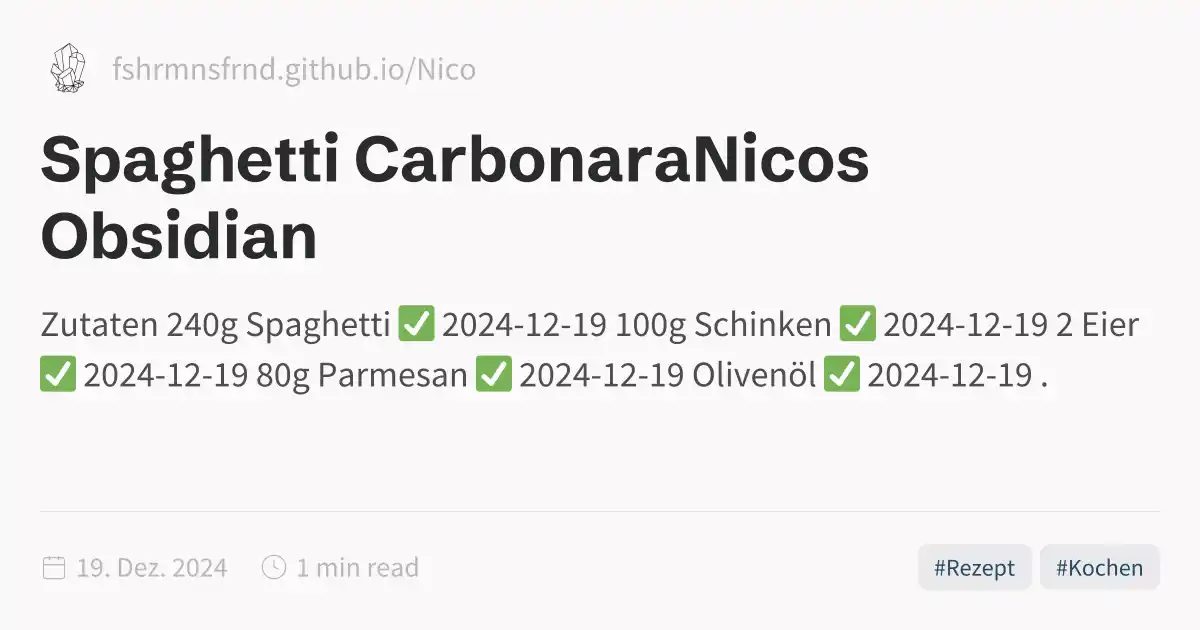 fshrmnsfrnd.github.io/Nico
Spaghetti CarbonaraNicos
Obsidian
Zutaten 240g Spaghetti ✅ 2024-12-19 100g Schinken ✅ 2024-12-19 2 Eier
✅ 2024-12-19 80g Parmesan ✅ 2024-12-19 Olivenöl ✅ 2024-12-19 .
19. Dez. 2024 1 min read #Rezept #Kochen